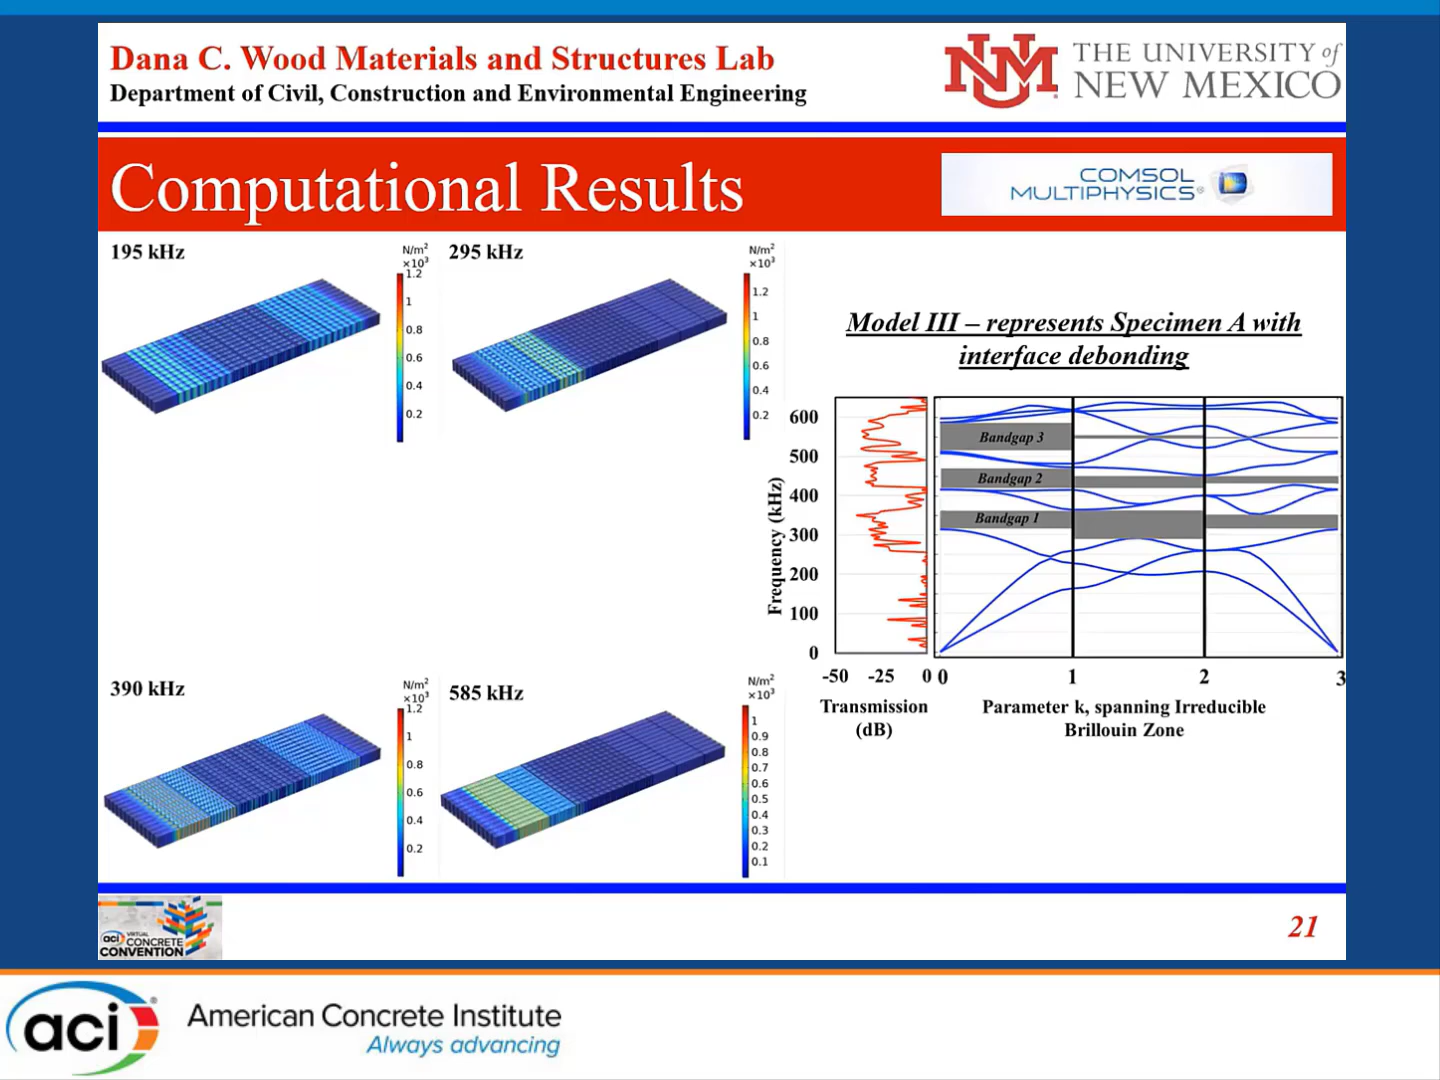 Dana C. Wood Materials and Structures Lab
Department of Civil, Construction and Environmental Engineering
UNM
THE UNIVERSITY of
NEW MEXICO
Computational Results
COMSOL
MULTIPHYSICS®
195 kHz
N/m²
×10³
1.2
1
0.8
0.6
0.4
0.2
295 kHz
N/m²
×10³
1.2
1
0.8
0.6
0.4
0.2
Model III – represents Specimen A with
interface debonding
Frequency (kHz)
600
500
400
300
200
100
0
Bandgap 3
Bandgap 2
Bandgap 1
-50 -25 0
0 1 2 3
Transmission
(dB)
Parameter k, spanning Irreducible
Brillouin Zone
390 kHz
N/m²
×10³
1.2
1
0.8
0.6
0.4
0.2
585 kHz
N/m²
×10³
1
0.9
0.8
0.7
0.6
0.5
0.4
0.3
0.2
0.1
aci VIRTUAL
CONCRETE
CONVENTION
21
aci®
American Concrete Institute
Always advancing